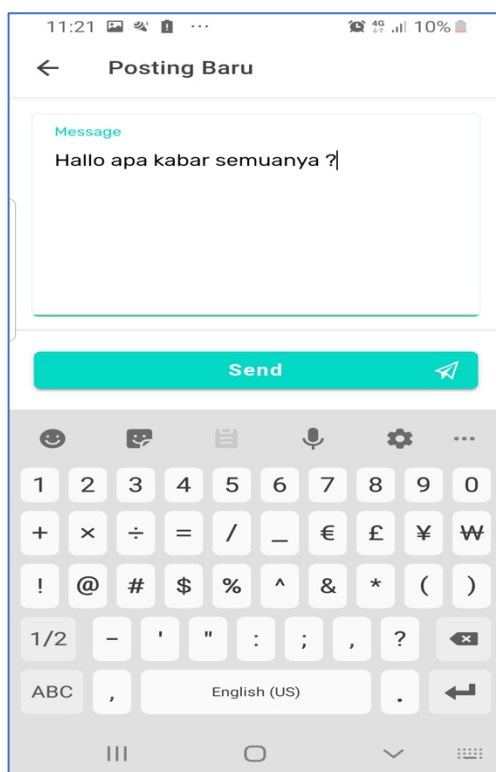 11:21 ... 4G 10%
Posting Baru
Message
Hallo apa kabar semuanya ?
Send
1 2 3 4 5 6 7 8 9 0
+ × ÷ = / _ € £ ¥ ₩
! @ # $ % ^ & * ( )
1/2 - ' " : ; , ?
ABC , English (US) .